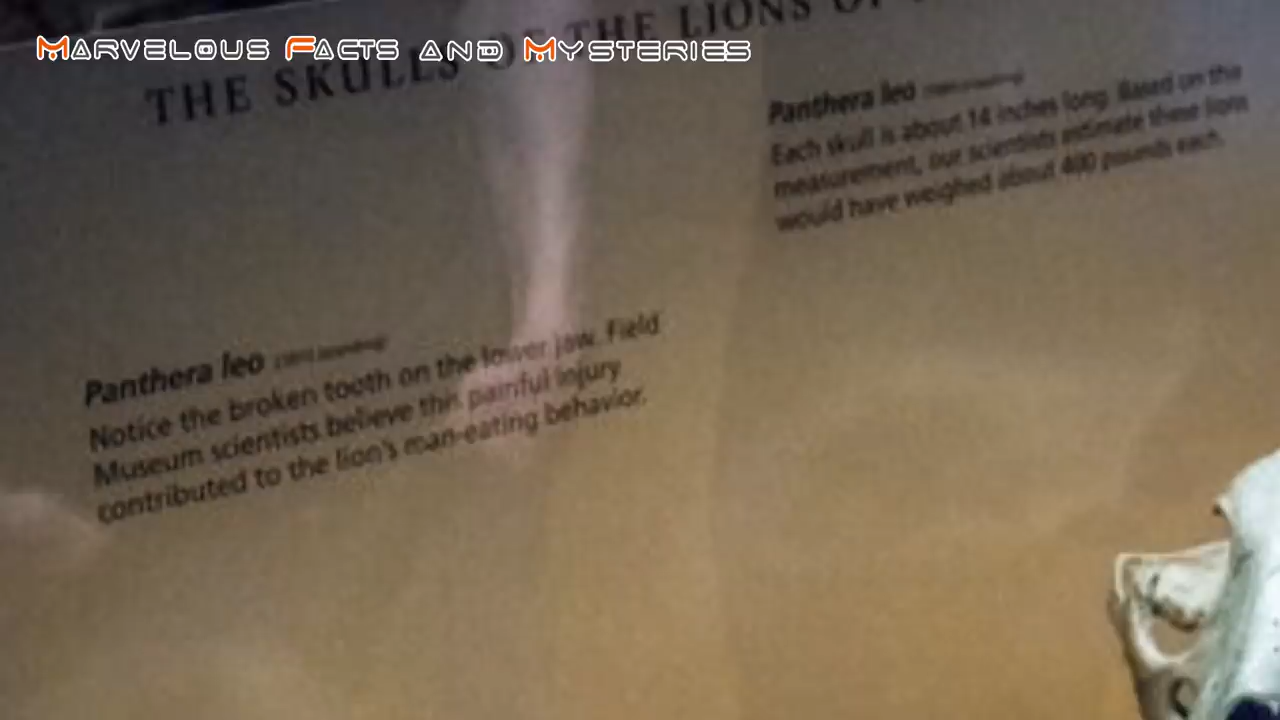 MARVELOUS FACTS AND MYSTERIES
THE SKULLS OF THE LIONS OF
Panthera leo
Each skull is about 14 inches long. Based on this
measurement, our scientists estimate these lions
would have weighed about 400 pounds each.
Panthera leo
Notice the broken tooth on the lower jaw. Field
Museum scientists believe this painful injury
contributed to the lion's man-eating behavior.